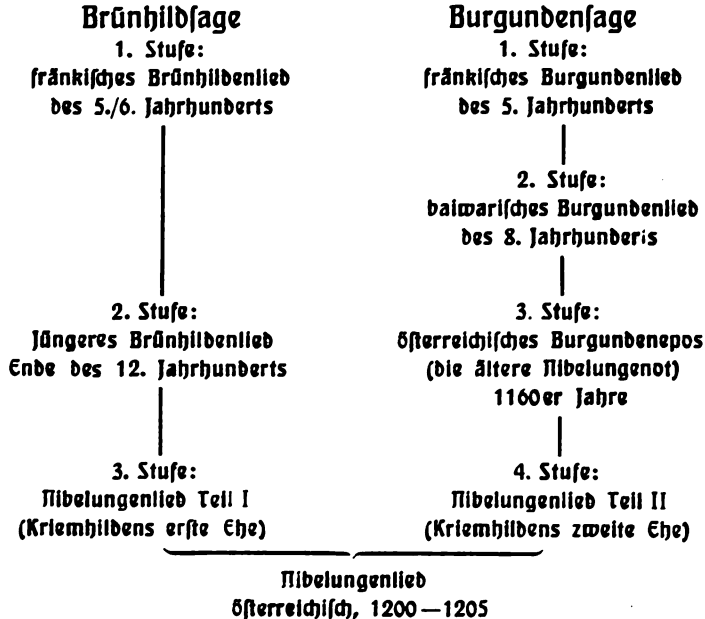 Brünhildsage
1. Stufe:
fränkisches Brünhildenlied
des 5./6. Jahrhunderts
2. Stufe:
Jüngeres Brünhildenlied
Ende des 12. Jahrhunderts
3. Stufe:
Nibelungenlied Teil I
(Kriemhildens erste Ehe)
Burgundensage
1. Stufe:
fränkisches Burgundenlied
des 5. Jahrhunderts
2. Stufe:
baiwarisches Burgundenlied
des 8. Jahrhunderts
3. Stufe:
österreichisches Burgundenepos
(die ältere Nibelungenot)
1160er Jahre
4. Stufe:
Nibelungenlied Teil II
(Kriemhildens zweite Ehe)
Nibelungenlied
österreichisch, 1200—1205